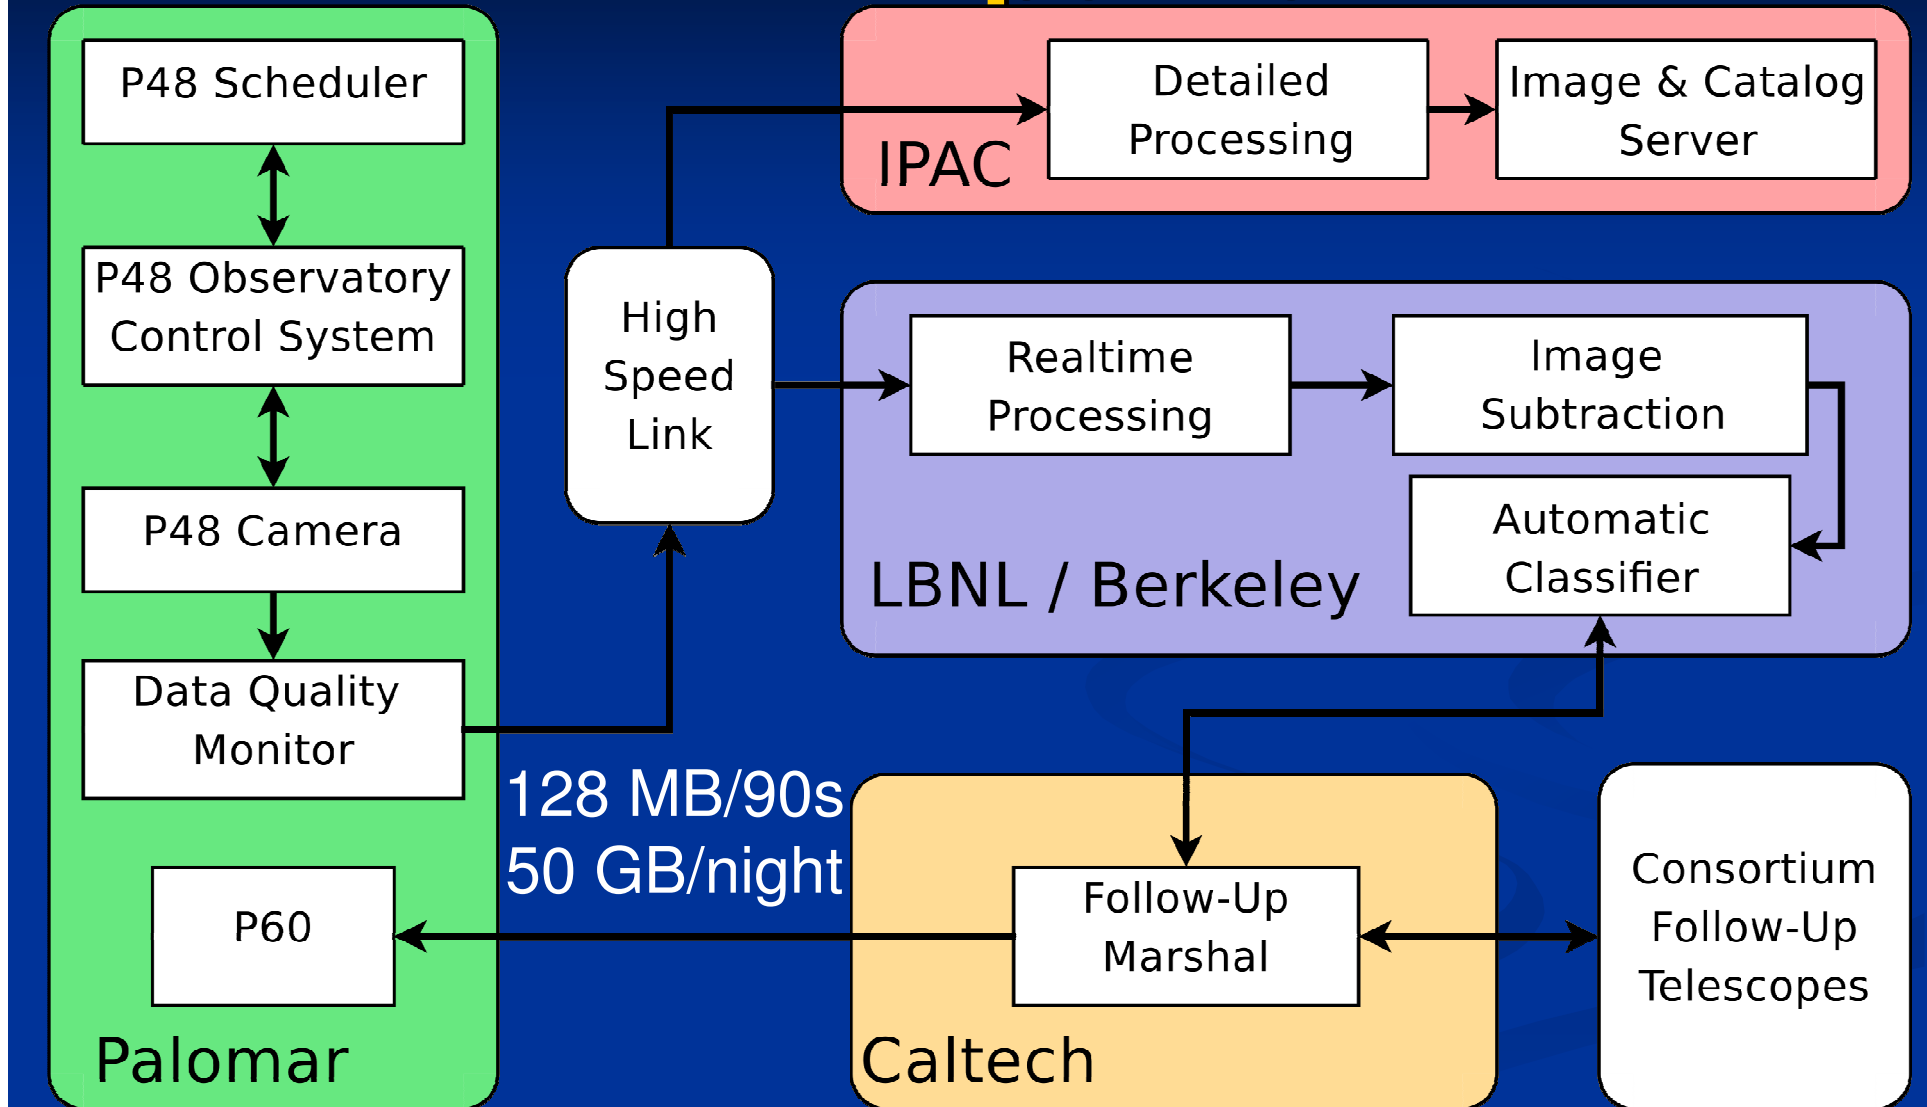 P48 Scheduler
P48 Observatory
Control System
P48 Camera
Data Quality
Monitor
P60
Palomar
128 MB/90s
50 GB/night
High
Speed
Link
Detailed
Processing
Image & Catalog
Server
IPAC
Realtime
Processing
Image
Subtraction
Automatic
Classifier
LBNL / Berkeley
Follow-Up
Marshal
Caltech
Consortium
Follow-Up
Telescopes